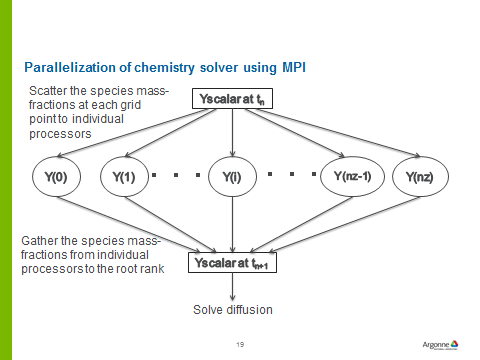 Parallelization of chemistry solver using MPI
Scatter the species mass-
fractions at each grid
point to individual
processors
Yscalar at tn
Y(0)
Y(1)
Y(i)
Y(nz-1)
Y(nz)
Gather the species mass-
fractions from individual
processors to the root rank
Yscalar at tn+1
Solve diffusion
19
Argonne